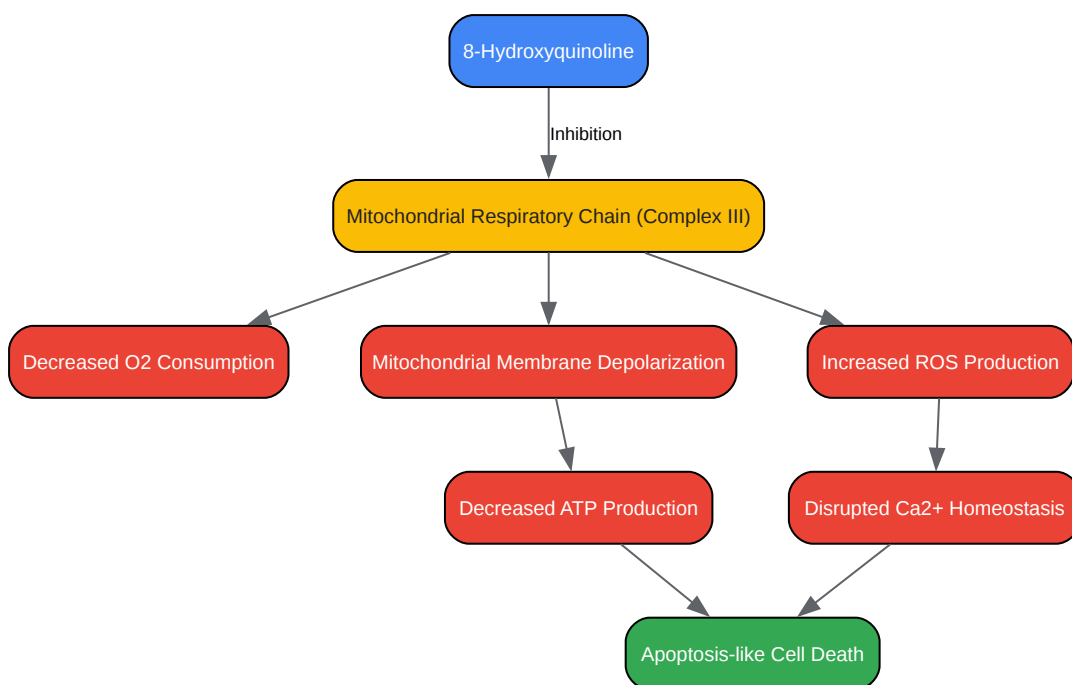 8-Hydroxyquinoline
Inhibition
Mitochondrial Respiratory Chain (Complex III)
Decreased O2 Consumption
Mitochondrial Membrane Depolarization
Increased ROS Production
Decreased ATP Production
Disrupted Ca2+ Homeostasis
Apoptosis-like Cell Death